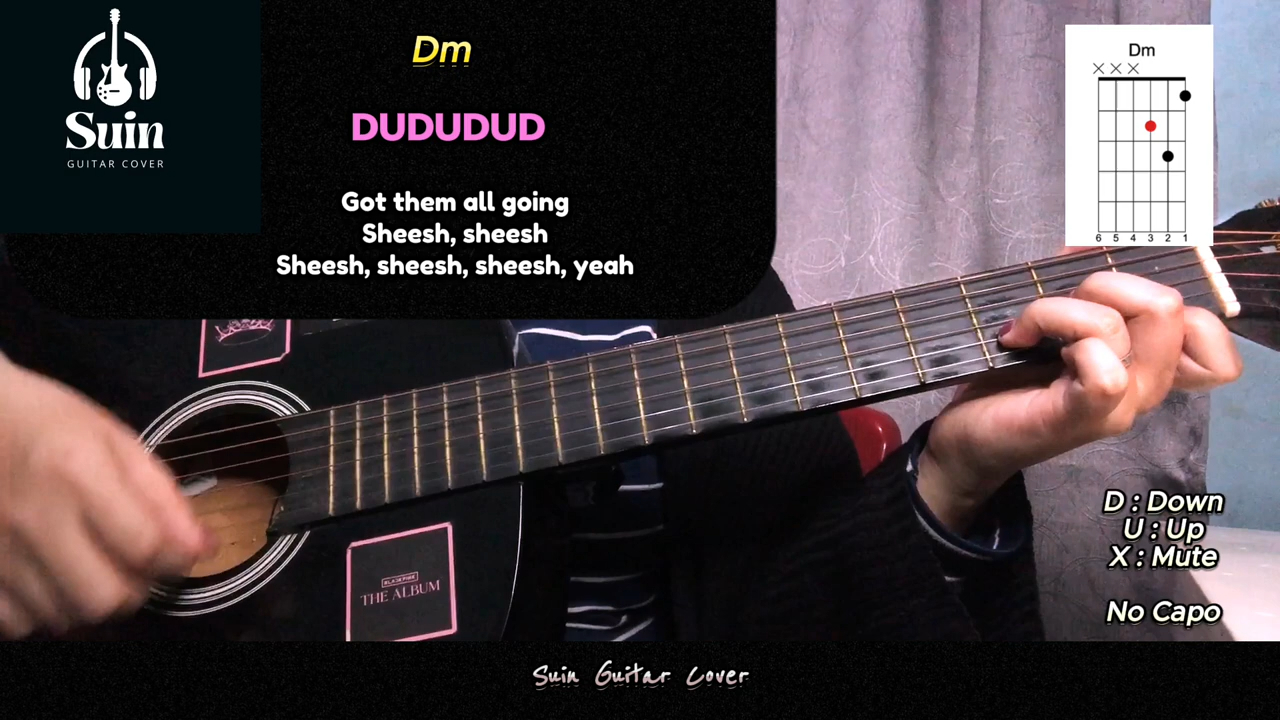 Suin
GUITAR COVER
Dm
DUDUDUD
Got them all going
Sheesh, sheesh
Sheesh, sheesh, sheesh, yeah
Dm
× × ×
6 5 4 3 2 1
BLACKPINK
THE ALBUM
D : Down
U : Up
X : Mute
No Capo
Suin Guitar Cover